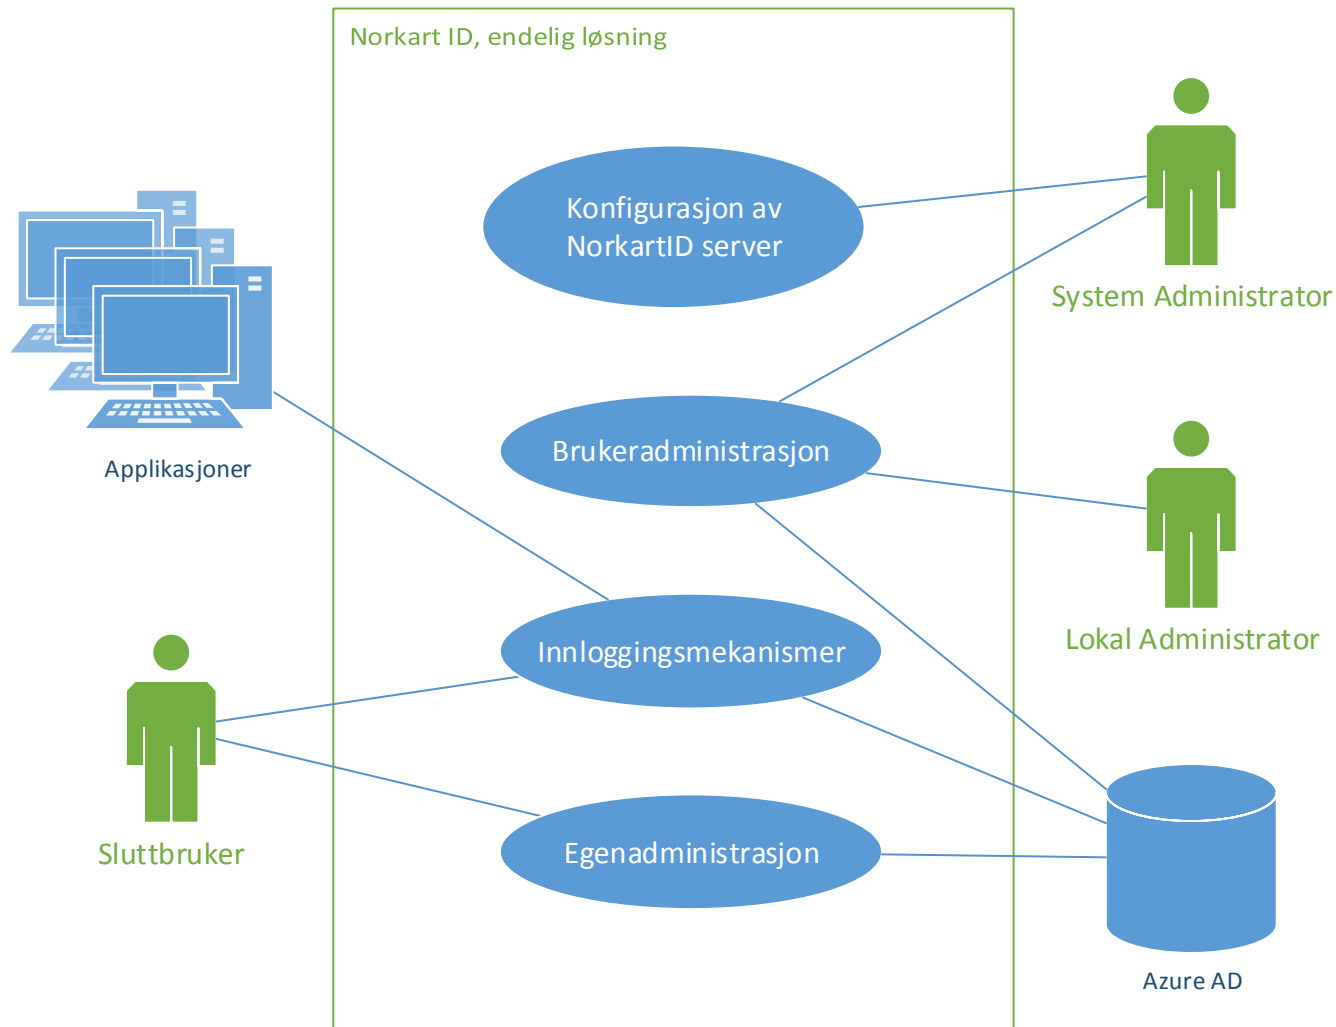 Norkart ID, endelig løsning
Konfigurasjon av
NorkartID server
System Administrator
Applikasjoner
Brukeradministrasjon
Lokal Administrator
Innloggingsmekanismer
Sluttbruker
Egenadministrasjon
Azure AD